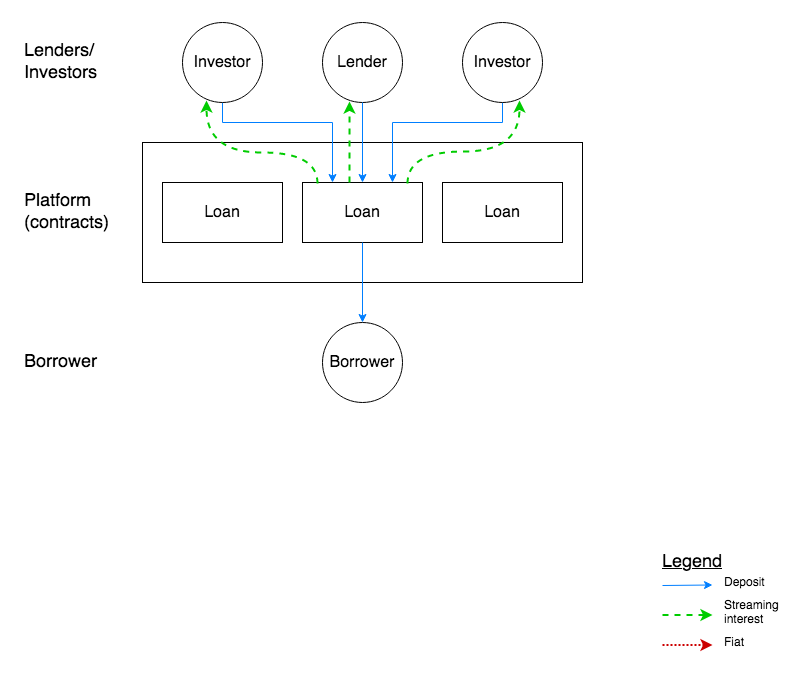 Lenders/
Investors
Investor
Lender
Investor
Platform
(contracts)
Loan
Loan
Loan
Borrower
Borrower
Legend
Deposit
Streaming
interest
Fiat